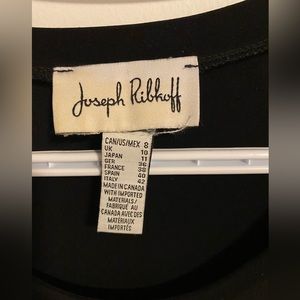 Joseph Ribkoff
CAN/US/MEX 8
UK 10
JAPAN 11
GER 36
FRANCE 38
SPAIN 40
ITALY 42
MADE IN CANADA
WITH IMPORTED
MATERIALS/
FABRIQUÉ AU
CANADA AVEC DES
MATÉRIAUX
IMPORTÉS